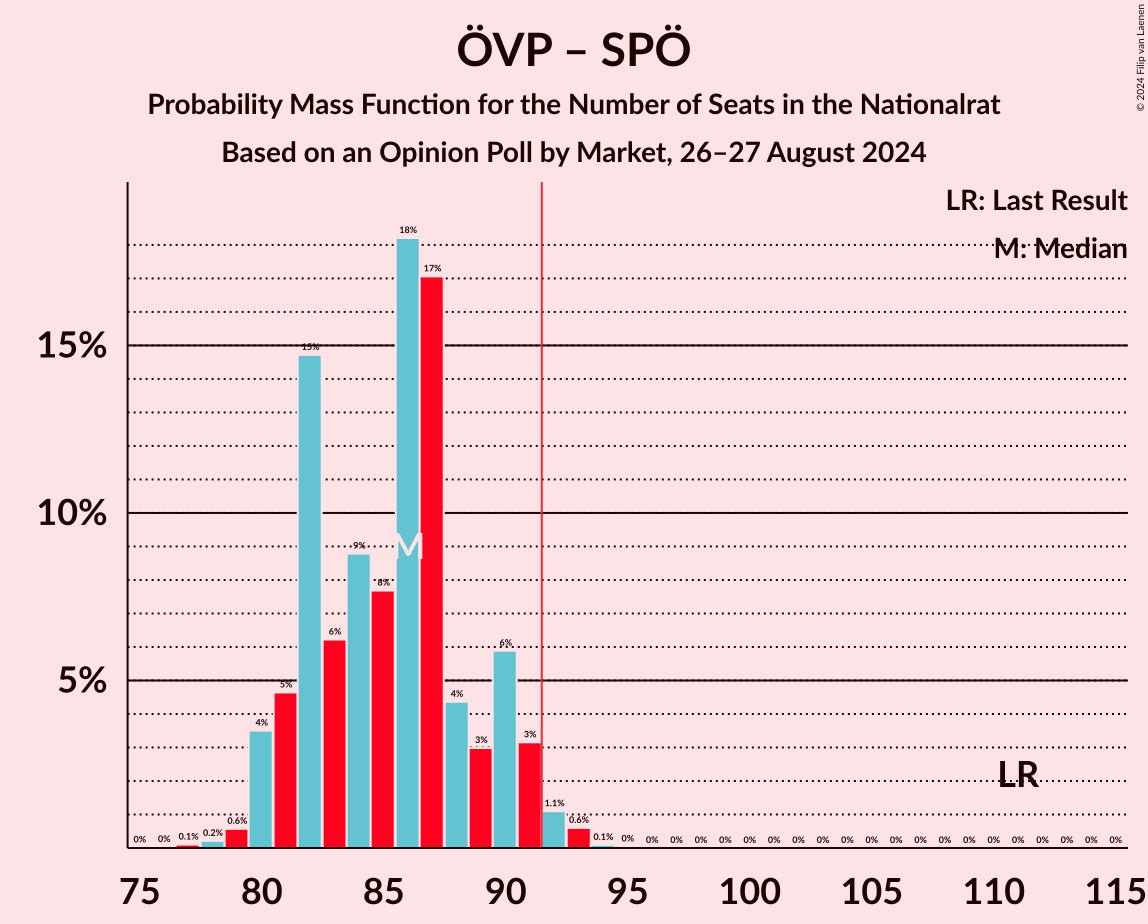 ÖVP – SPÖ
Probability Mass Function for the Number of Seats in the Nationalrat
Based on an Opinion Poll by Market, 26–27 August 2024
© 2024 Filip van Laenen
LR: Last Result
M: Median
18%
17%
15%
15%
10%
9%
M
8%
6%
6%
5%
5%
4%
4%
3%
3%
LR
1.1%
0% 0% 0.1% 0.2% 0.6% 0.6% 0.1% 0% 0% 0% 0% 0% 0% 0% 0% 0% 0% 0% 0% 0% 0% 0% 0% 0% 0% 0% 0% 0%
75 80 85 90 95 100 105 110 115